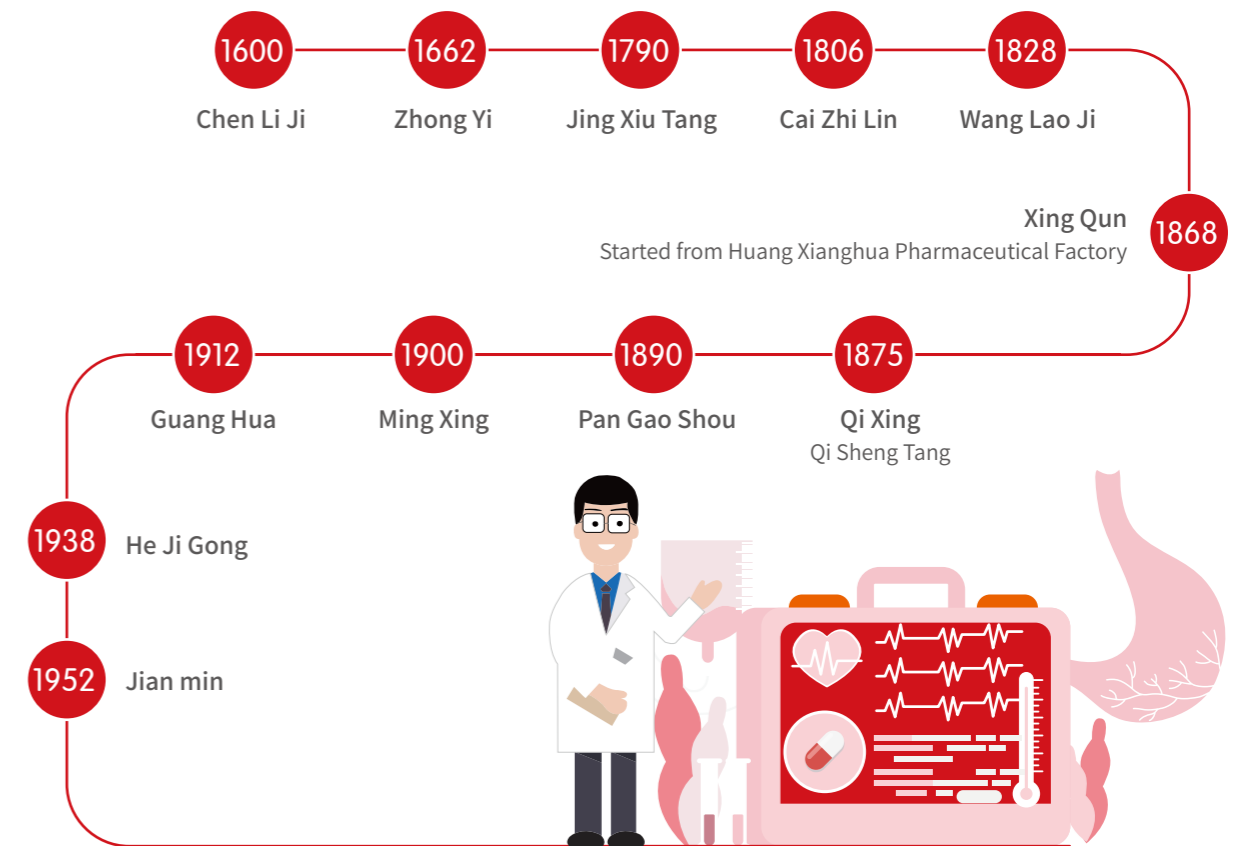 1600
Chen Li Ji
1662
Zhong Yi
1790
Jing Xiu Tang
1806
Cai Zhi Lin
1828
Wang Lao Ji
1868
Xing Qun
Started from Huang Xianghua Pharmaceutical Factory
1875
Qi Xing
Qi Sheng Tang
1890
Pan Gao Shou
1900
Ming Xing
1912
Guang Hua
1938
He Ji Gong
1952
Jian min